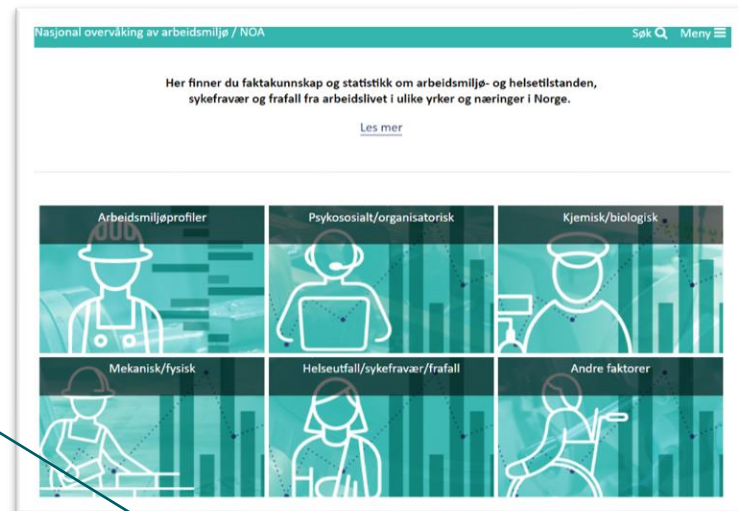 Nasjonal overvåking av arbeidsmiljø / NOA
Søk Meny
Her finner du faktakunnskap og statistikk om arbeidsmiljø- og helsetilstanden,
sykefravær og frafall fra arbeidslivet i ulike yrker og næringer i Norge.
Les mer
Arbeidsmiljøprofiler
Psykososialt/organisatorisk
Kjemisk/biologisk
Mekanisk/fysisk
Helseutfall/sykefravær/frafall
Andre faktorer